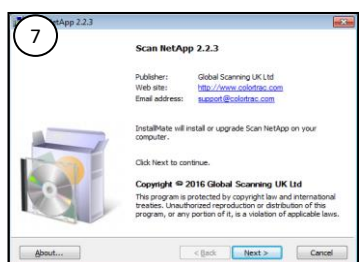 7
NetApp 2.2.3
Scan NetApp 2.2.3
Publisher: Global Scanning UK Ltd
Web site: http://www.colortrac.com
Email address: support@colortrac.com
InstallMate will install or upgrade Scan NetApp on your
computer.
Click Next to continue.
Copyright © 2016 Global Scanning UK Ltd
This program is protected by copyright law and international
treaties. Unauthorized reproduction or distribution of this
program, or any portion of it, is a violation of applicable laws.
About...
< Back
Next >
Cancel